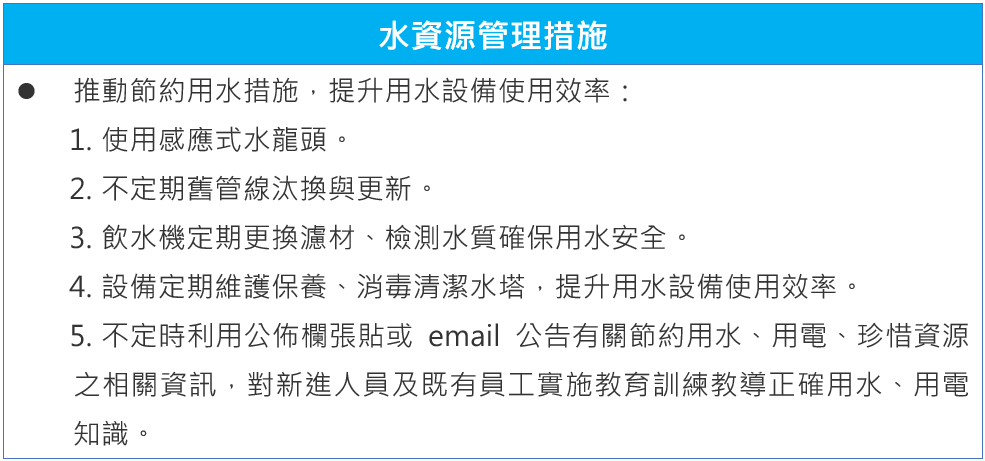 水資源管理措施
● 推動節約用水措施，提升用水設備使用效率：
1. 使用感應式水龍頭。
2. 不定期舊管線汰換與更新。
3. 飲水機定期更換濾材、檢測水質確保用水安全。
4. 設備定期維護保養、消毒清潔水塔，提升用水設備使用效率。
5. 不定時利用公佈欄張貼或 email 公告有關節約用水、用電、珍惜資源
之相關資訊，對新進人員及既有員工實施教育訓練教導正確用水、用電
知識。